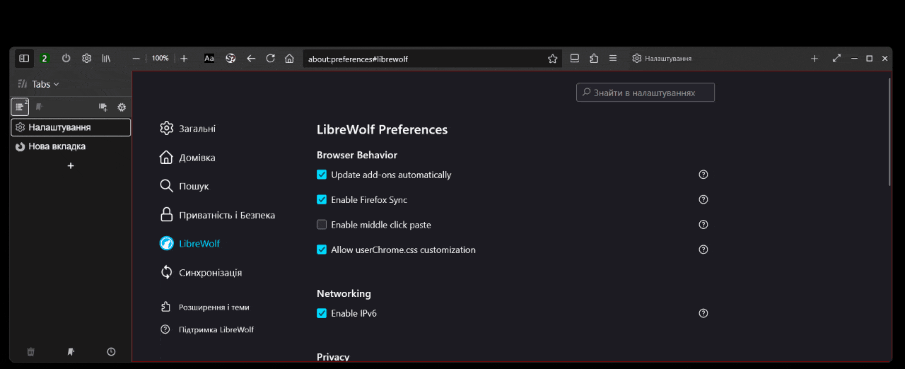 2
100%
Aa
about:preferences#librewolf
Налаштування
Tabs
2
Налаштування
Нова вкладка
Знайти в налаштуваннях
Загальні
Домівка
Пошук
Приватність і Безпека
LibreWolf
Синхронізація
Розширення і теми
Підтримка LibreWolf
LibreWolf Preferences
Browser Behavior
Update add-ons automatically
Enable Firefox Sync
Enable middle click paste
Allow userChrome.css customization
Networking
Enable IPv6
Privacy